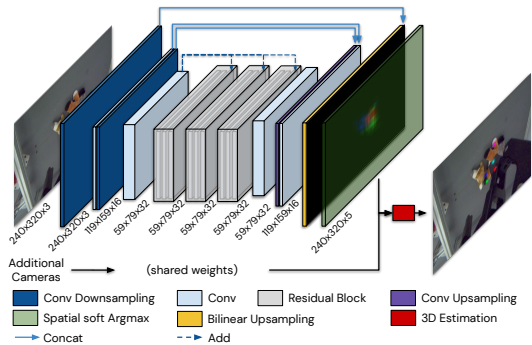 240x320x3
240x320x3
119x159x16
59x79x32
59x79x32
59x79x32
59x79x32
59x79x32
119x159x16
240x320x5
Additional
Cameras
(shared weights)
Conv Downsampling
Conv
Residual Block
Conv Upsampling
Spatial soft Argmax
Bilinear Upsampling
3D Estimation
Concat
Add